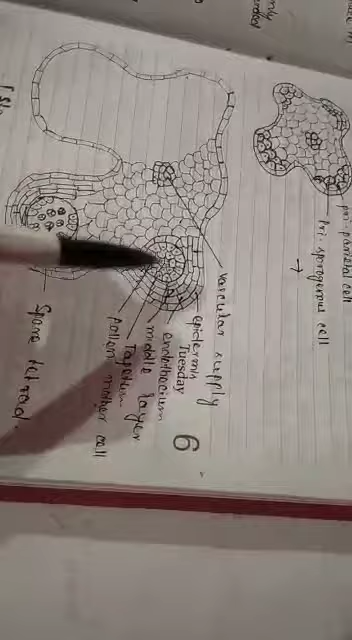 pri-parietal cell
Pri-sporogenous cell
vascular supply
epidermis
Tuesday
endothecium
middle layer
Tapetum
Pollen mother cell
6
Spore tetrad.